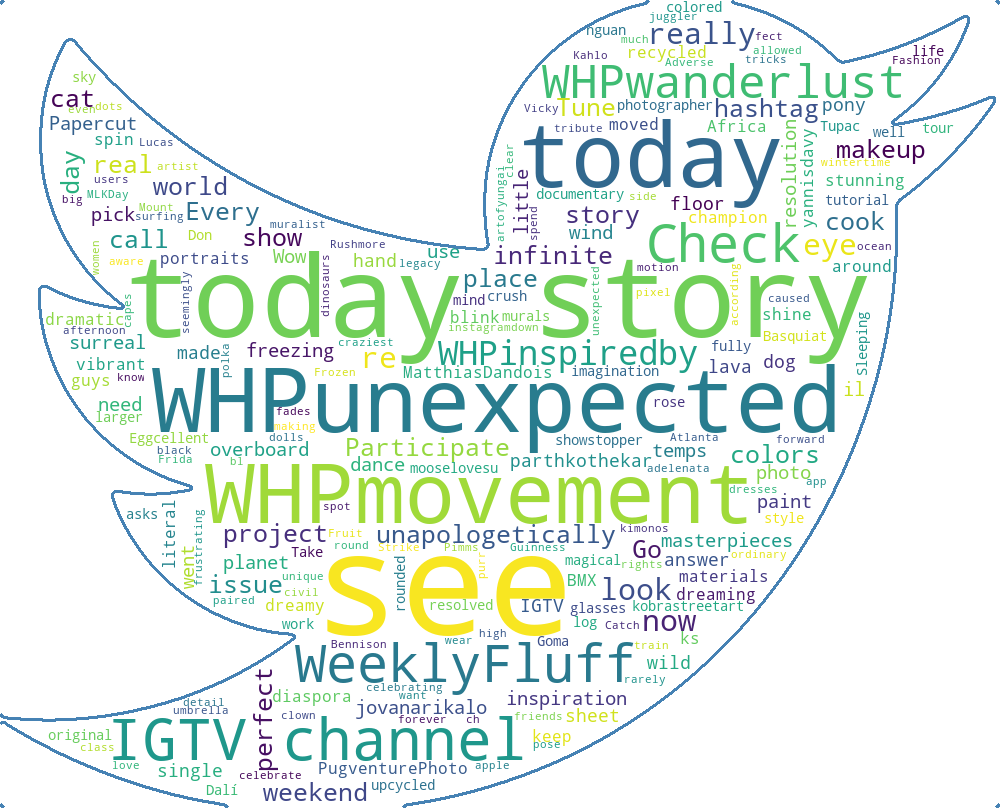 colored
juggler
nguan
really
fect
much
life
Kahlo
recycled
allowed
Fashion
Adverse
tricks
sky
WHPwanderlust
cat
even
dots
Vicky
Tune
photographer
hashtag
pony
Papercut
tribute
moved
Africa
Tupac
well
tour
spin
Lucas
today
clear
resolution
yannisdavy
makeup
day
real
artist
wintertime
users
world
artofyungai
little
documentary
side
stunning
MLKDay
big
Mount
floor
tutorial
pick
surfing
Every
muralist
spend
story
champion
cook
call
Don
show
Rushmore
wind
Check
eye
ocean
women
portraits
Wow
hand
use
infinite
aware
legacy
motion
around
seemingly
dinosaurs
place
unexpected
pixel
according
today story
capes
mind
crush
caused
dramatic
blink
murals
shine
afternoon
instagramdown
Basquiat
Sleeping
surreal
craziest
fully
made
freezing
re
WHPinspiredby
vibrant
polka
lava
dog
guys
know
Frozen
MatthiasDandois
imagination
il
need
WHPunexpected
rose
larger
fades
making
Eggcellent
dolls
showstopper
Atlanta
forward
black
overboard
Participate
temps
colors
Frida
bl
dance
mooselovesu
parthkothekar
adelenata
photo
app
WHPmovement
dresses
asks
literal
spot
paint
style
frustrating
project
Fruit
unapologetically
kimonos
went
Take
round
Strike
Pimms
Guinness
rights
Go
masterpieces
planet
purr
magical
answer
ordinary
issue
unique
civil
rounded
see
BMX
look
materials
dreaming
paired
dreamy
resolved
IGTV
glasses
kobrastreetart
work
log
Catch
now
high
wear
Goma
ks
Bennison
train
WeeklyFluff
wild
perfect
rarely
diaspora
celebrating
want
inspiration
detail
umbrella
jovanarikalo
clown
forever
ch
friends
sheet
original
class
IGTV channel
keep
pose
love
single
celebrate
PugventurePhoto
apple
Dalí
weekend
upcycled